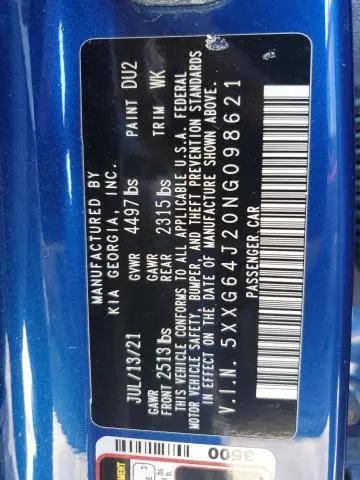 MANUFACTURED BY
KIA GEORGIA, INC.
JUL/13/21 GVWR 4497 lbs PAINT DU2
GAWR FRONT 2513 lbs GAWR REAR 2315 lbs TRIM WK
THIS VEHICLE CONFORMS TO ALL APPLICABLE U.S.A. FEDERAL
MOTOR VEHICLE SAFETY, BUMPER, AND THEFT PREVENTION STANDARDS
IN EFFECT ON THE DATE OF MANUFACTURE SHOWN ABOVE.
V.I.N. 5XXG64J20NG098621
PASSENGER CAR
3500
3